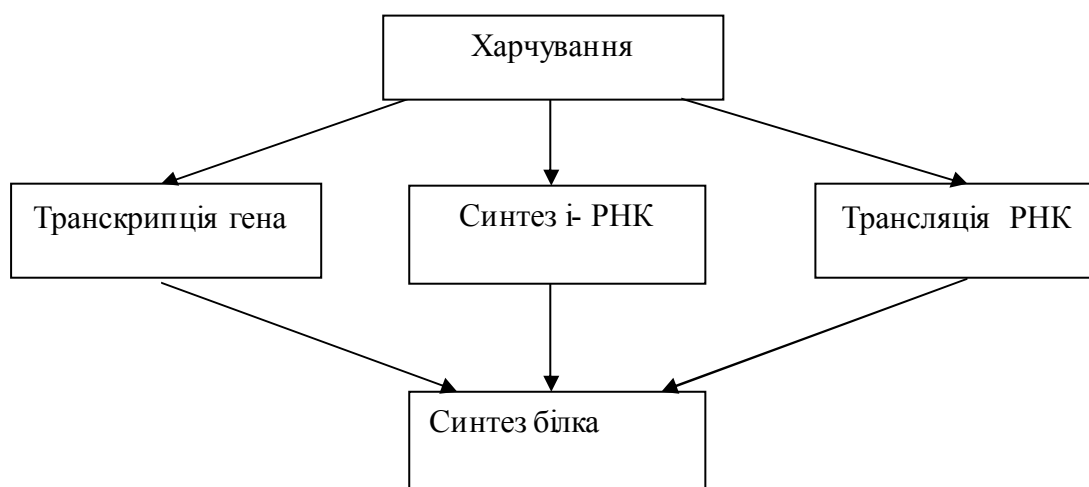 Харчування
Транскрипція гена
Синтез і- РНК
Трансляція РНК
Синтез білка